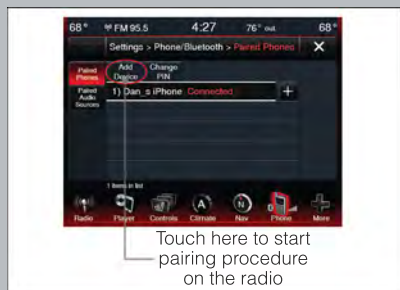 68° FM 95.5 4:27 76° out 68°
Settings > Phone/Bluetooth > Paired Phones X
Paired Phones
Add Device
Change PIN
Paired Audio Sources
1) Dan_s iPhone Connected +
1 Items in list
Radio Player Controls Climate Nav Phone More
Touch here to start
pairing procedure
on the radio